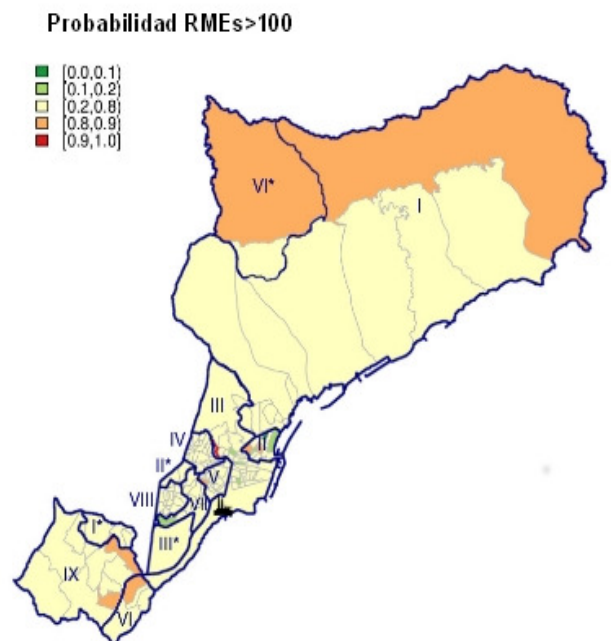 Probabilidad RMEs>100
[0.0,0.1)
[0.1,0.2)
[0.2,0.8)
[0.8,0.9)
[0.9,1.0]
VI*
I
III
IV
II
II*
V
VIII
VII
III*
I*
IX
VI